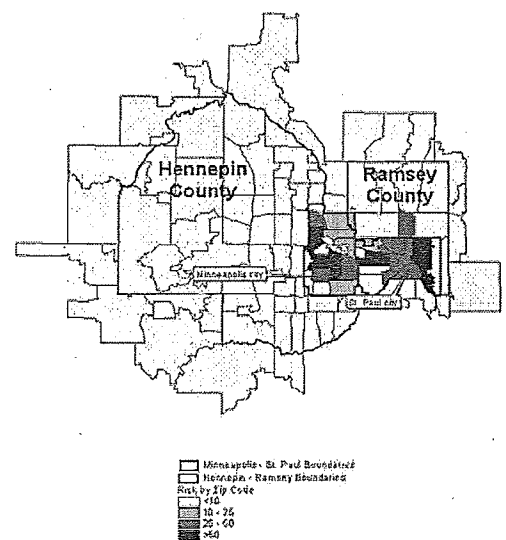 Hennepin
County
Ramsey
County
Minneapolis city
St. Paul city
Minneapolis - St. Paul Boundaries
Hennepin - Ramsey Boundaries
Risk by Zip Code
<10
10 - 25
25 - 50
>50